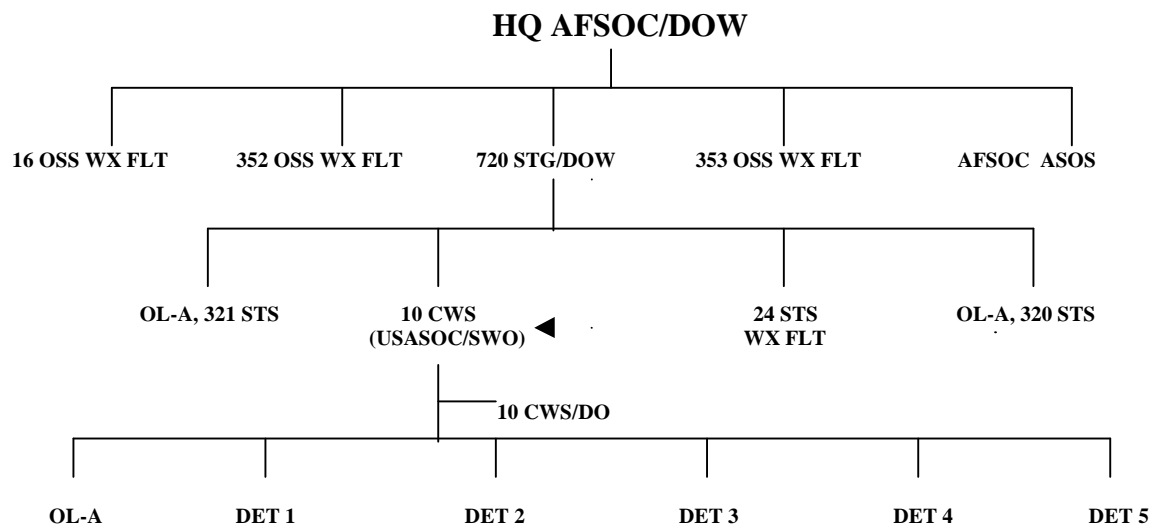 HQ AFSOC/DOW
16 OSS WX FLT
352 OSS WX FLT
720 STG/DOW
353 OSS WX FLT
AFSOC ASOS
OL-A, 321 STS
10 CWS
(USASOC/SWO)
24 STS
WX FLT
OL-A, 320 STS
10 CWS/DO
OL-A
DET 1
DET 2
DET 3
DET 4
DET 5